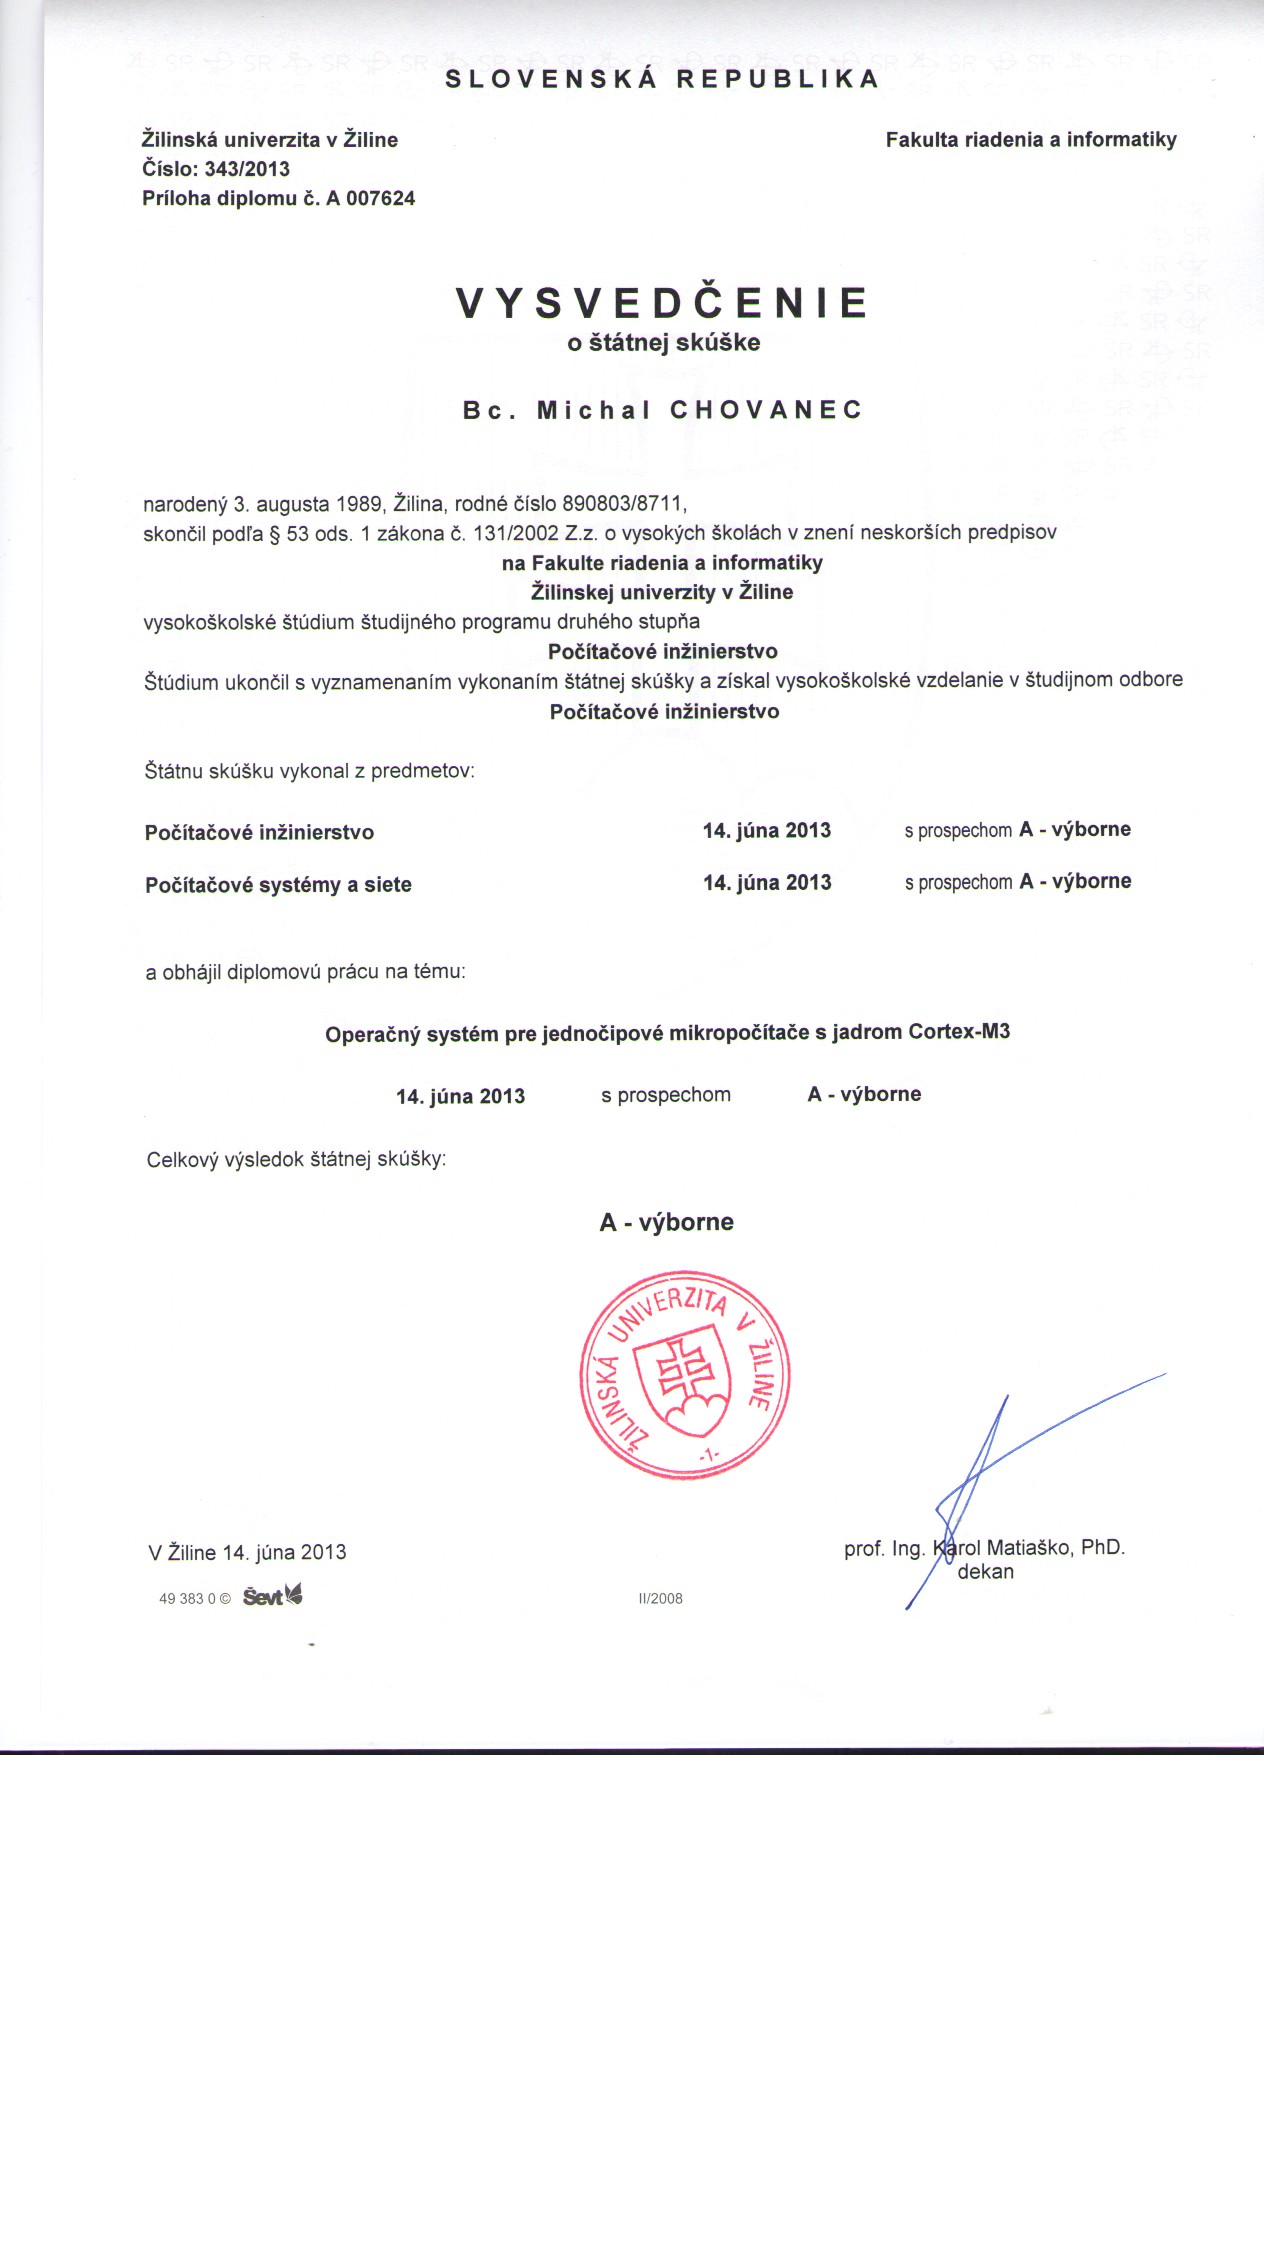 SLOVENSKÁ REPUBLIKA
Žilinská univerzita v Žiline Fakulta riadenia a informatiky
Číslo: 343/2013
Príloha diplomu č. A 007624
VYSVEDČENIE
o štátnej skúške
Bc. Michal CHOVANEC
narodený 3. augusta 1989, Žilina, rodné číslo 890803/8711,
skončil podľa § 53 ods. 1 zákona č. 131/2002 Z.z. o vysokých školách v znení neskorších predpisov
na Fakulte riadenia a informatiky
Žilinskej univerzity v Žiline
vysokoškolské štúdium študijného programu druhého stupňa
Počítačové inžinierstvo
Štúdium ukončil s vyznamenaním vykonaním štátnej skúšky a získal vysokoškolské vzdelanie v študijnom odbore
Počítačové inžinierstvo
Štátnu skúšku vykonal z predmetov:
Počítačové inžinierstvo 14. júna 2013 s prospechom A - výborne
Počítačové systémy a siete 14. júna 2013 s prospechom A - výborne
a obhájil diplomovú prácu na tému:
Operačný systém pre jednočipové mikropočítače s jadrom Cortex-M3
14. júna 2013 s prospechom A - výborne
Celkový výsledok štátnej skúšky:
A - výborne
ŽILINSKÁ UNIVERZITA V ŽILINE
-1-
V Žiline 14. júna 2013 prof. Ing. Karol Matiaško, PhD.
dekan
49 383 0 © Ševt II/2008